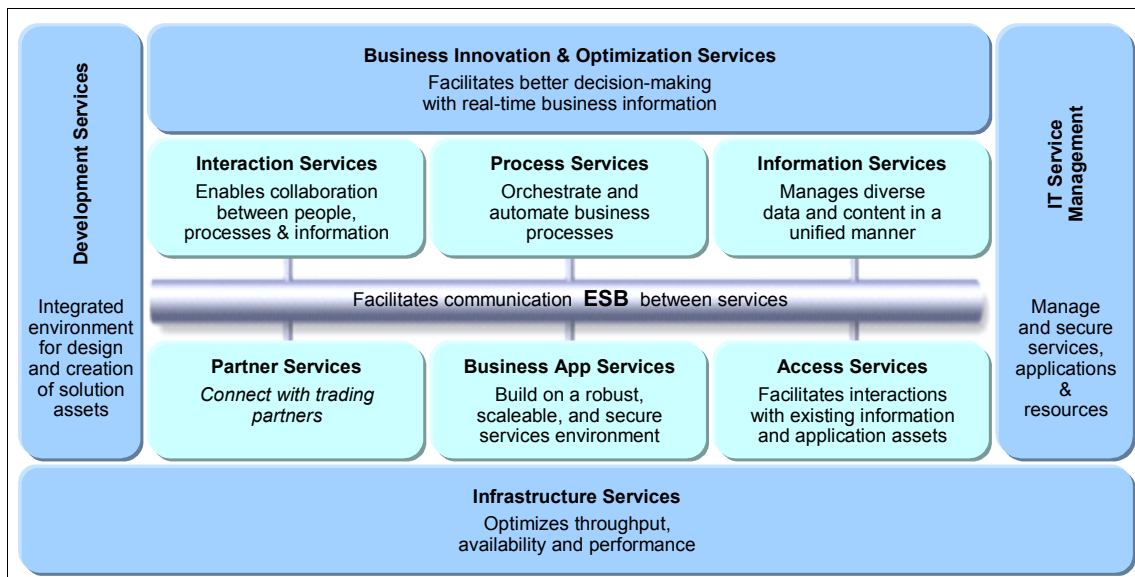 Development Services
Integrated
environment
for design
and creation
of solution
assets
Business Innovation & Optimization Services
Facilitates better decision-making
with real-time business information
Interaction Services
Enables collaboration
between people,
processes & information
Process Services
Orchestrate and
automate business
processes
Information Services
Manages diverse
data and content in a
unified manner
Facilitates communication ESB between services
Partner Services
Connect with trading
partners
Business App Services
Build on a robust,
scaleable, and secure
services environment
Access Services
Facilitates interactions
with existing information
and application assets
IT Service
Management
Manage
and secure
services,
applications
&
resources
Infrastructure Services
Optimizes throughput,
availability and performance